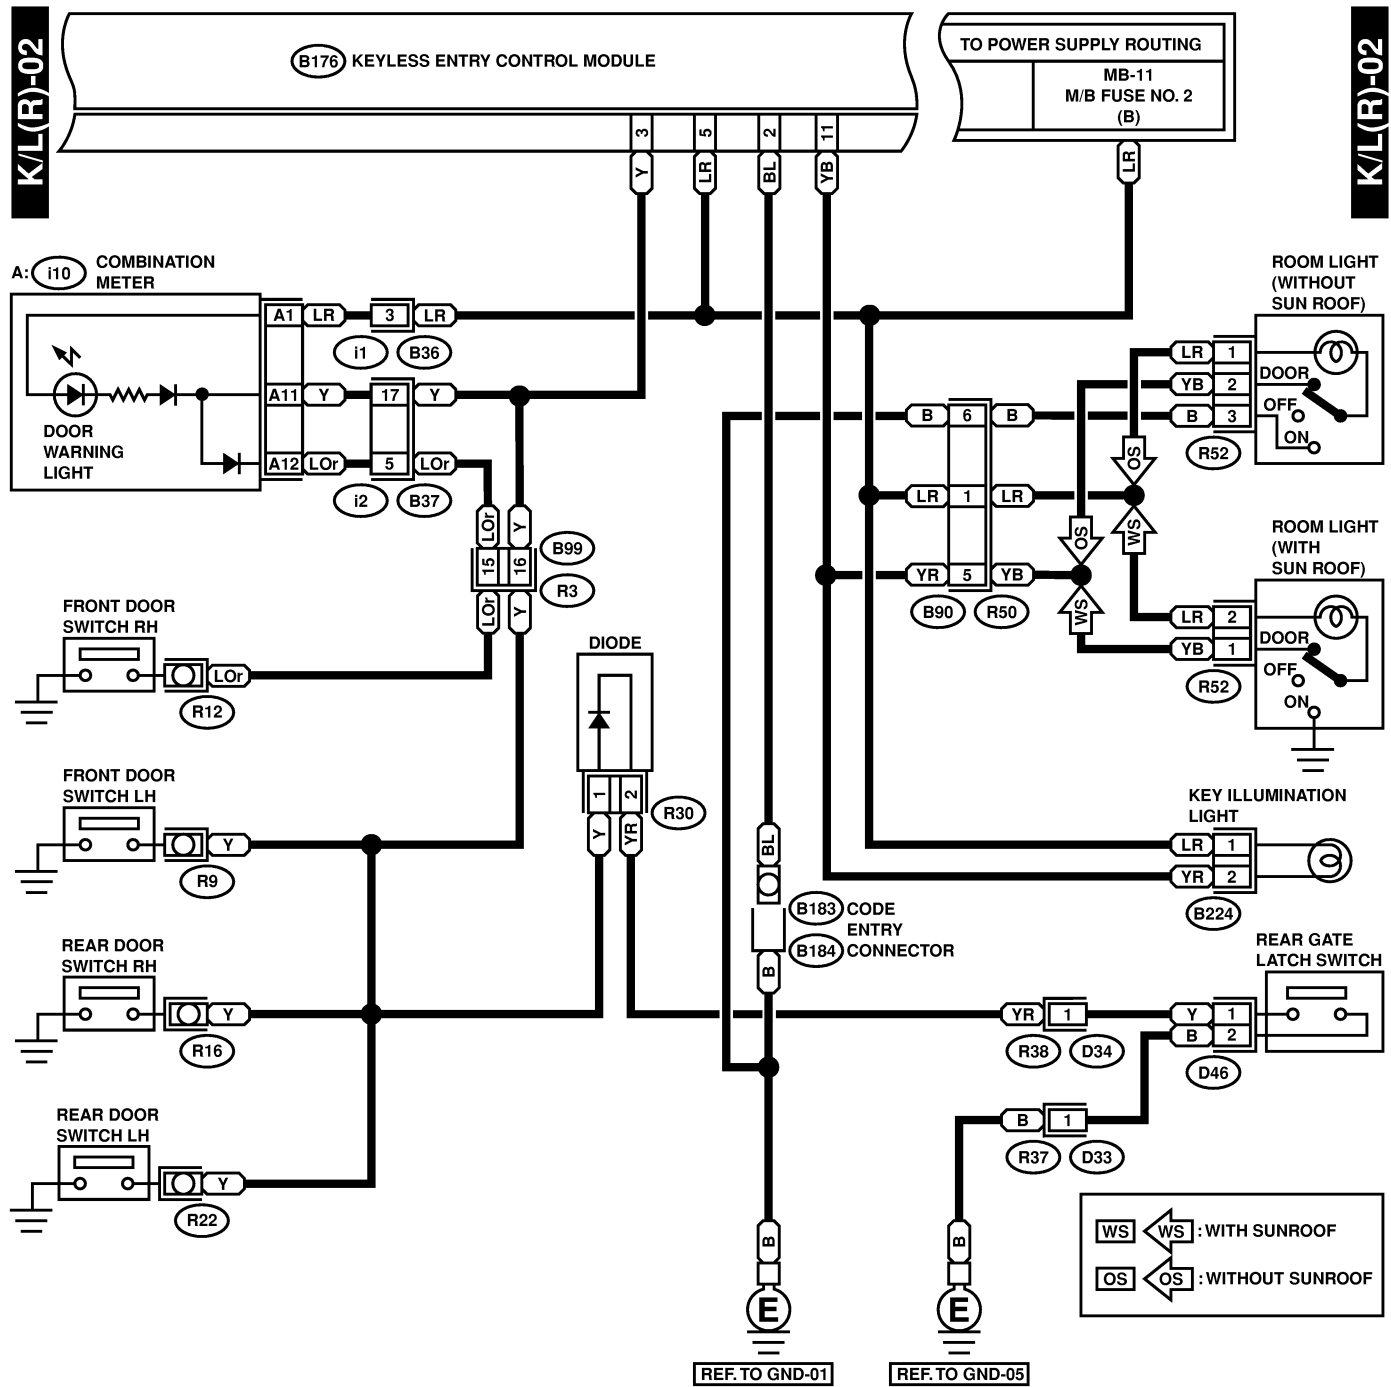 K/L(R)-02
B176 KEYLESS ENTRY CONTROL MODULE
TO POWER SUPPLY ROUTING
MB-11
M/B FUSE NO. 2
(B)
K/L(R)-02
3 5 2 11
Y LR BL YB LR
A: i10 COMBINATION
METER
A1 LR 3 LR
i1 B36
A11 Y 17 Y
DOOR
WARNING
LIGHT
A12 LOr 5 LOr
i2 B37
LOr Y
15 16
B99
R3
LOr Y
ROOM LIGHT
(WITHOUT
SUN ROOF)
LR 1
YB 2
B 3
DOOR
OFF
ON
R52
B 6 B
LR 1 LR
YR 5 YB
B90 R50
OS
WS
OS
WS
ROOM LIGHT
(WITH
SUN ROOF)
LR 2
YB 1
DOOR
OFF
ON
R52
FRONT DOOR
SWITCH RH
LOr
R12
DIODE
1 2
R30
Y YR
FRONT DOOR
SWITCH LH
Y
R9
KEY ILLUMINATION
LIGHT
LR 1
YR 2
B224
BL
B183 CODE
ENTRY
B184 CONNECTOR
B
REAR DOOR
SWITCH RH
Y
R16
REAR GATE
LATCH SWITCH
YR 1 Y 1
B 2
R38 D34
D46
REAR DOOR
SWITCH LH
Y
R22
B 1
R37 D33
B
E
REF. TO GND-01
B
E
REF. TO GND-05
WS WS : WITH SUNROOF
OS OS : WITHOUT SUNROOF